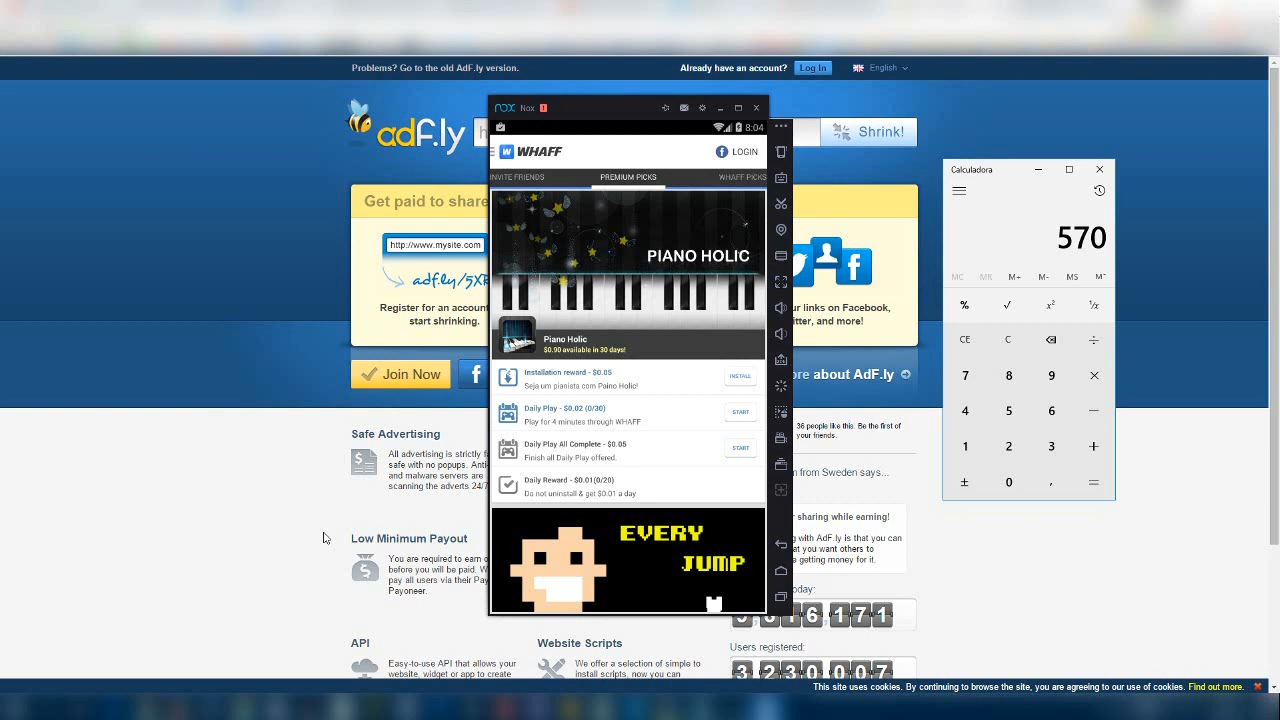 Problems? Go to the old AdF.ly version.
Already have an account?
Log In
English
adf.ly
Shrink!
Get paid to share
http://www.mysite.com
Register for an account
start shrinking.
ur links on Facebook,
tter, and more!
Join Now
ore about AdF.ly
nox Nox
8:04
WHAFF
LOGIN
INVITE FRIENDS
PREMIUM PICKS
WHAFF PICKS
PIANO HOLIC
Piano Holic
$0.90 available in 30 days!
Installation reward - $0.05
Seja um pianista com Paino Holic!
INSTALL
Daily Play - $0.02 (0/30)
Play for 4 minutes through WHAFF
START
Daily Play All Complete - $0.05
Finish all Daily Play offered.
START
Daily Reward - $0.01(0/20)
Do not uninstall & get $0.01 a day
EVERY
JUMP
Calculadora
570
MC MR M+ M- MS M˅
% √ x² ¹/x
CE C ÷
7 8 9 ×
4 5 6 −
1 2 3 +
± 0 , =
Safe Advertising
All advertising is strictly fa
safe with no popups. Anti-
and malware servers are
scanning the adverts 24/7
Low Minimum Payout
You are required to earn o
before you will be paid. W
pay all users via their Pay
Payoneer.
API
Easy-to-use API that allows your
website, widget or app to create
Website Scripts
We offer a selection of simple to
install scripts, now you can
36 people like this. Be the first of
your friends.
from Sweden says...
sharing while earning!
g with AdF.ly is that you can
that you want others to
e getting money for it.
oday:
816171
Users registered:
3230007
This site uses cookies. By continuing to browse the site, you are agreeing to our use of cookies. Find out more.